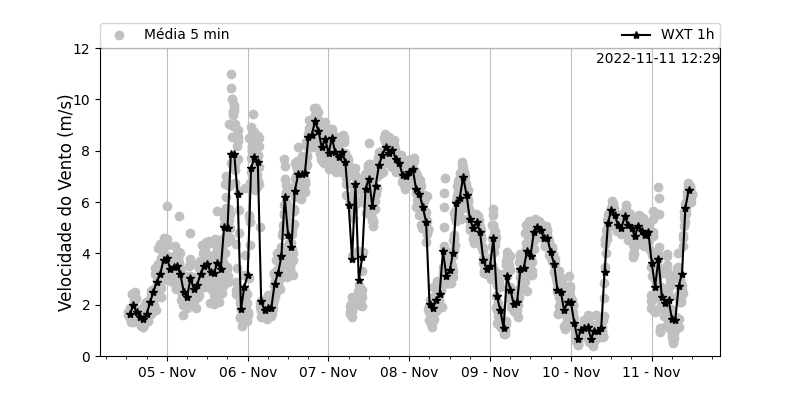 Média 5 min
WXT 1h
2022-11-11 12:29
Velocidade do Vento (m/s)
12
10
8
6
4
2
0
05 - Nov
06 - Nov
07 - Nov
08 - Nov
09 - Nov
10 - Nov
11 - Nov